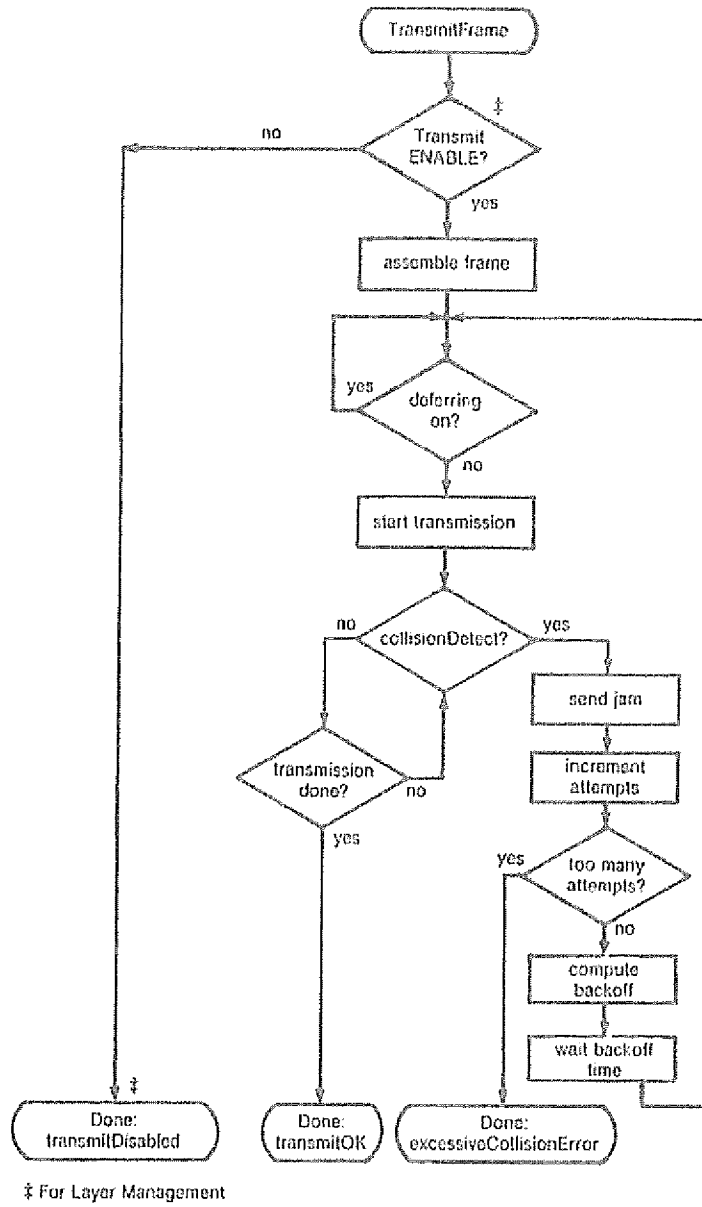 TransmitFrame
‡
no
Transmit
ENABLE?
yes
assemble frame
yes
deferring
on?
no
start transmission
no
collisionDetect?
yes
send jam
transmission
done?
no
increment
attempts
yes
yes
too many
attempts?
no
compute
backoff
wait backoff
time
‡
Done:
transmitDisabled
Done:
transmitOK
Done:
excessiveCollisionError
‡ For Layer Management